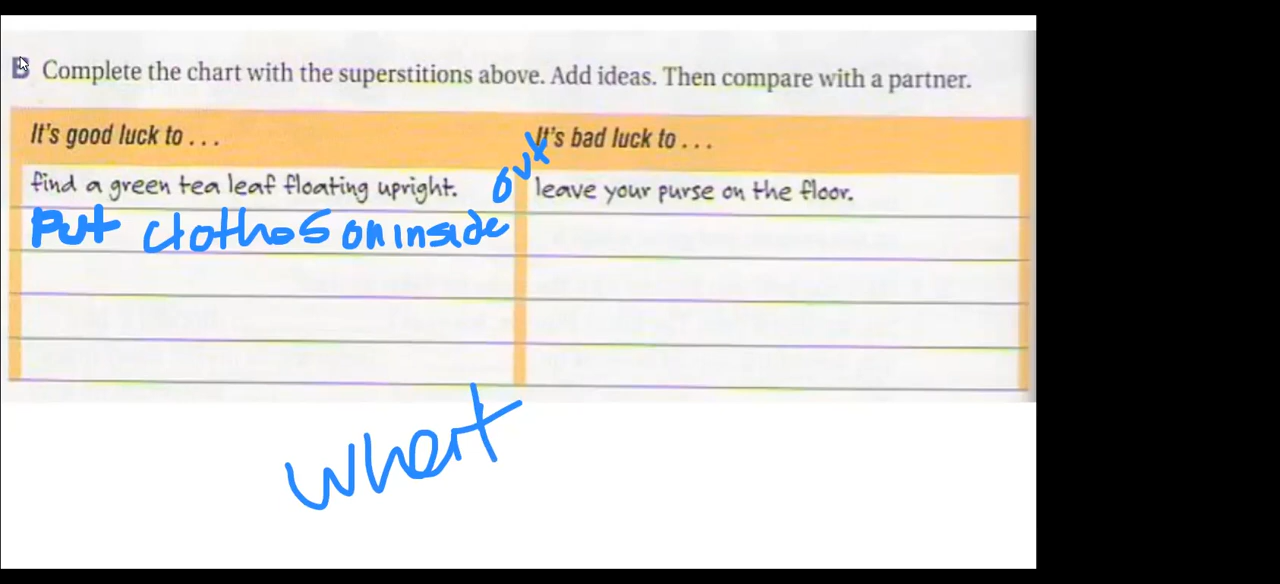 B Complete the chart with the superstitions above. Add ideas. Then compare with a partner.
It's good luck to . . .
It's bad luck to . . .
find a green tea leaf floating upright.
leave your purse on the floor.
Put clothes on inside out
what